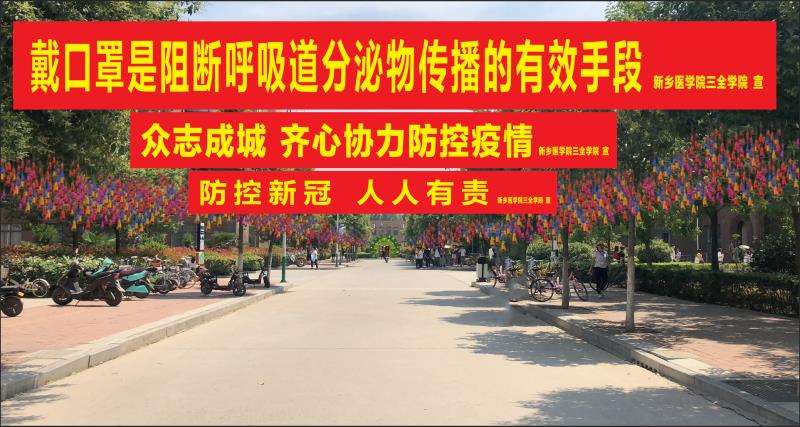 戴口罩是阻断呼吸道分泌物传播的有效手段 新乡医学院三全学院 宣
众志成城 齐心协力防控疫情 新乡医学院三全学院 宣
防控新冠 人人有责 新乡医学院三全学院 宣